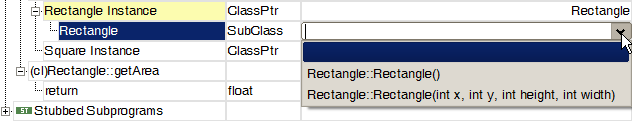 Rectangle Instance ClassPtr Rectangle
Rectangle SubClass
Square Instance ClassPtr
(cl)Rectangle::getArea
Rectangle::Rectangle()
return float
Rectangle::Rectangle(int x, int y, int height, int width)
ST Stubbed Subprograms